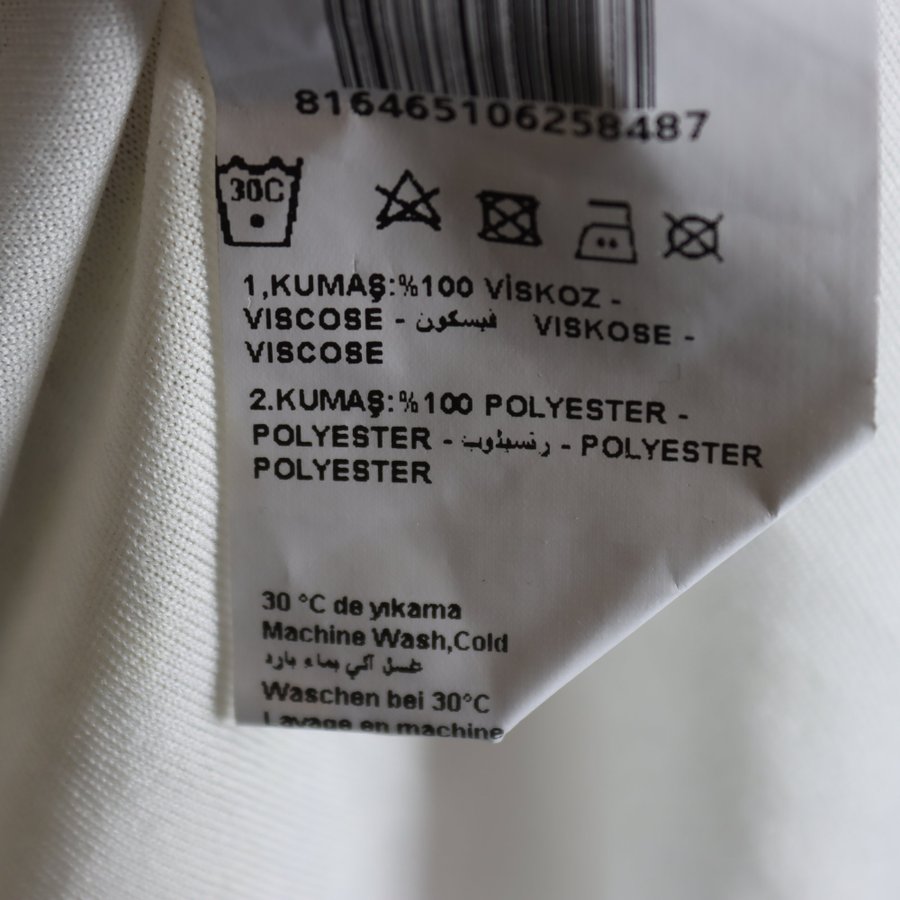 816465106258487
30C
1,KUMAŞ:%100 VİSKOZ -
VISCOSE - فيسكون VISKOSE -
VISCOSE
2.KUMAŞ:%100 POLYESTER -
POLYESTER - - POLYESTER
POLYESTER
30 °C de yıkama
Machine Wash,Cold
غسل آلي بماء بارد
Waschen bei 30°C
Lavage en machine